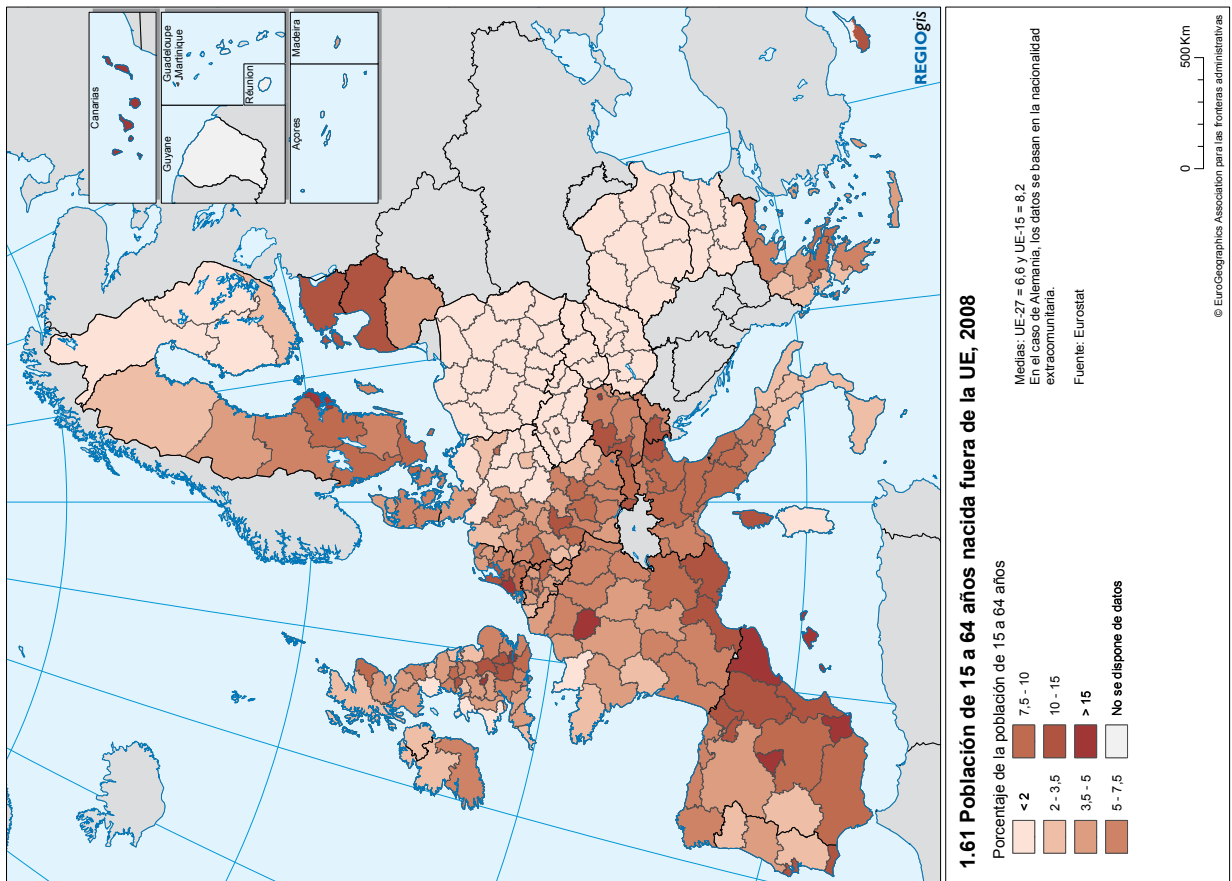 Canarias
Guyane
Guadeloupe
Martinique
Réunion
Açores
Madeira
REGIOgis
1.61 Población de 15 a 64 años nacida fuera de la UE, 2008
Porcentaje de la población de 15 a 64 años
< 2
2 - 3,5
3,5 - 5
5 - 7,5
7,5 - 10
10 - 15
> 15
No se dispone de datos
Medias: UE-27 = 6,6 y UE-15 = 8,2
En el caso de Alemania, los datos se basan en la nacionalidad
extracomunitaria.
Fuente: Eurostat
0 500 Km
© EuroGeographics Association para las fronteras administrativas